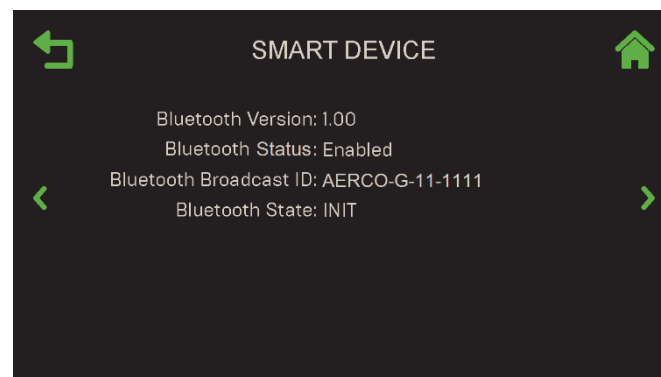 SMART DEVICE
Bluetooth Version: 1.00
Bluetooth Status: Enabled
Bluetooth Broadcast ID: AERCO-G-11-1111
Bluetooth State: INIT